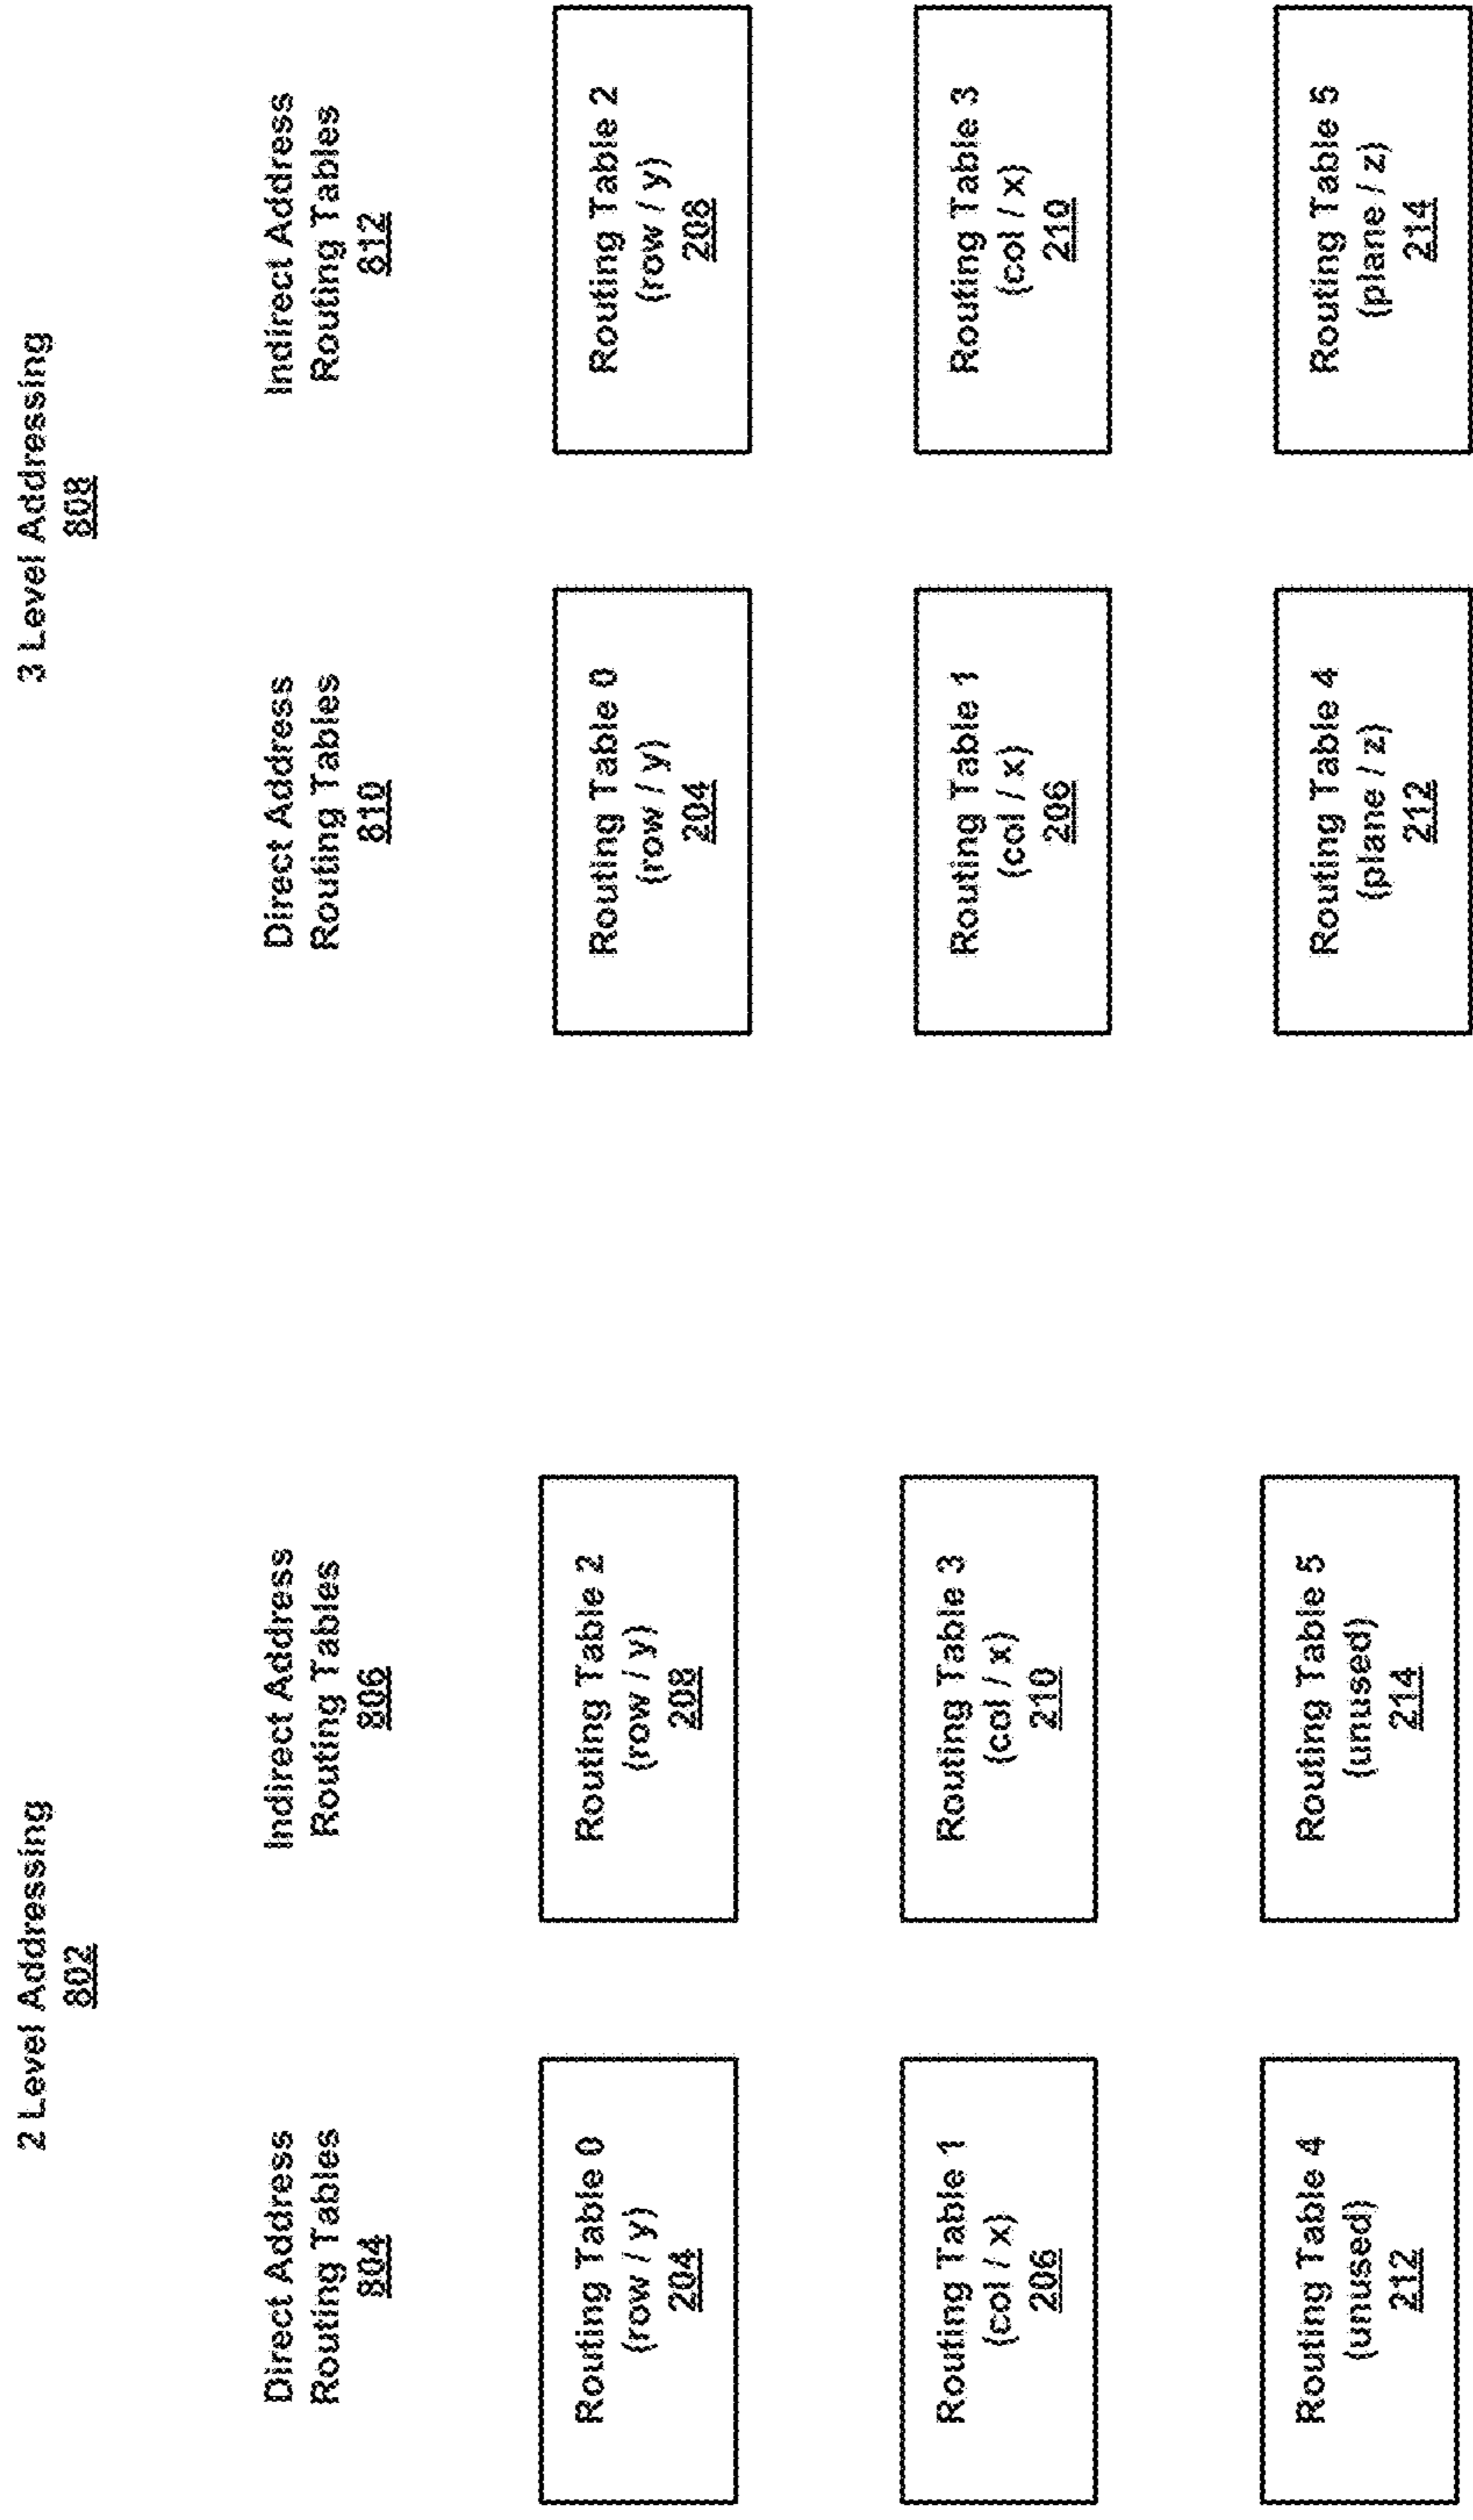 2 Level Addressing
802
Direct Address
Routing Tables
804
Indirect Address
Routing Tables
806
Routing Table 0
(row / y)
204
Routing Table 2
(row / y)
208
Routing Table 1
(col / x)
206
Routing Table 3
(col / x)
210
Routing Table 4
(unused)
212
Routing Table 5
(unused)
214
3 Level Addressing
808
Direct Address
Routing Tables
810
Indirect Address
Routing Tables
812
Routing Table 0
(row / y)
204
Routing Table 2
(row / y)
208
Routing Table 1
(col / x)
206
Routing Table 3
(col / x)
210
Routing Table 4
(plane / z)
212
Routing Table 5
(plane / z)
214